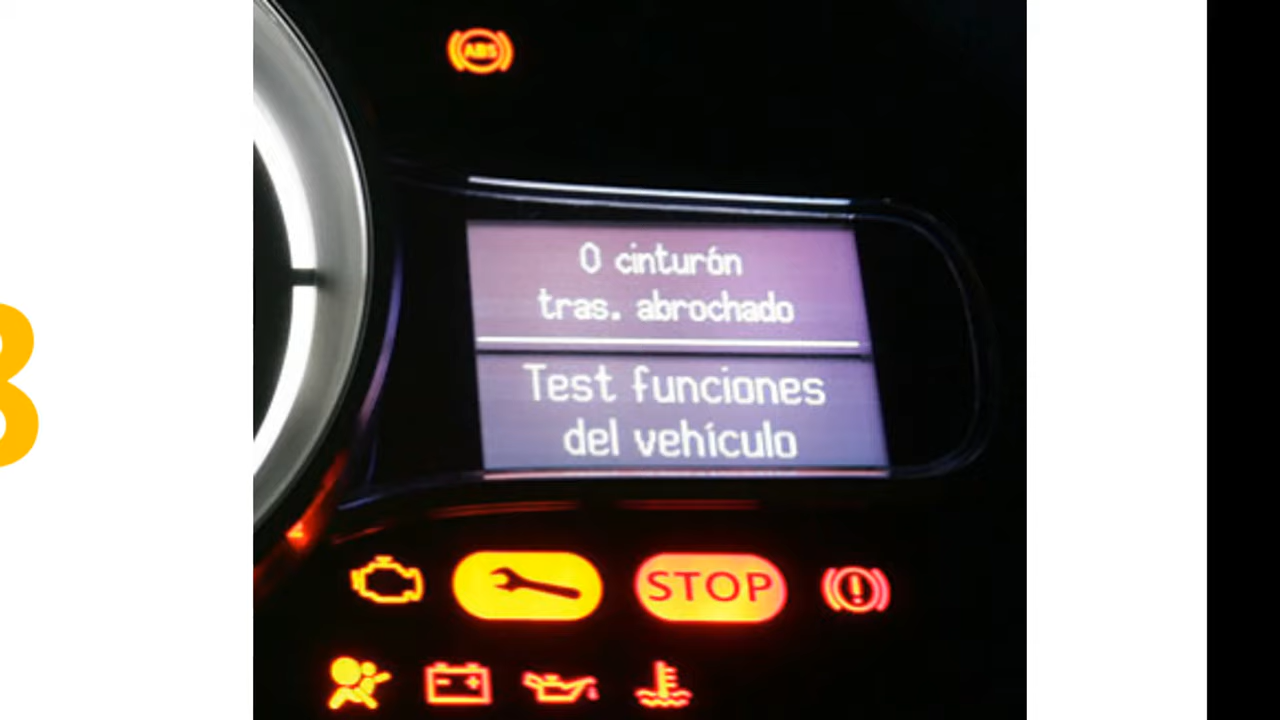 ABS
0 cinturón
tras. abrochado
Test funciones
del vehículo
STOP